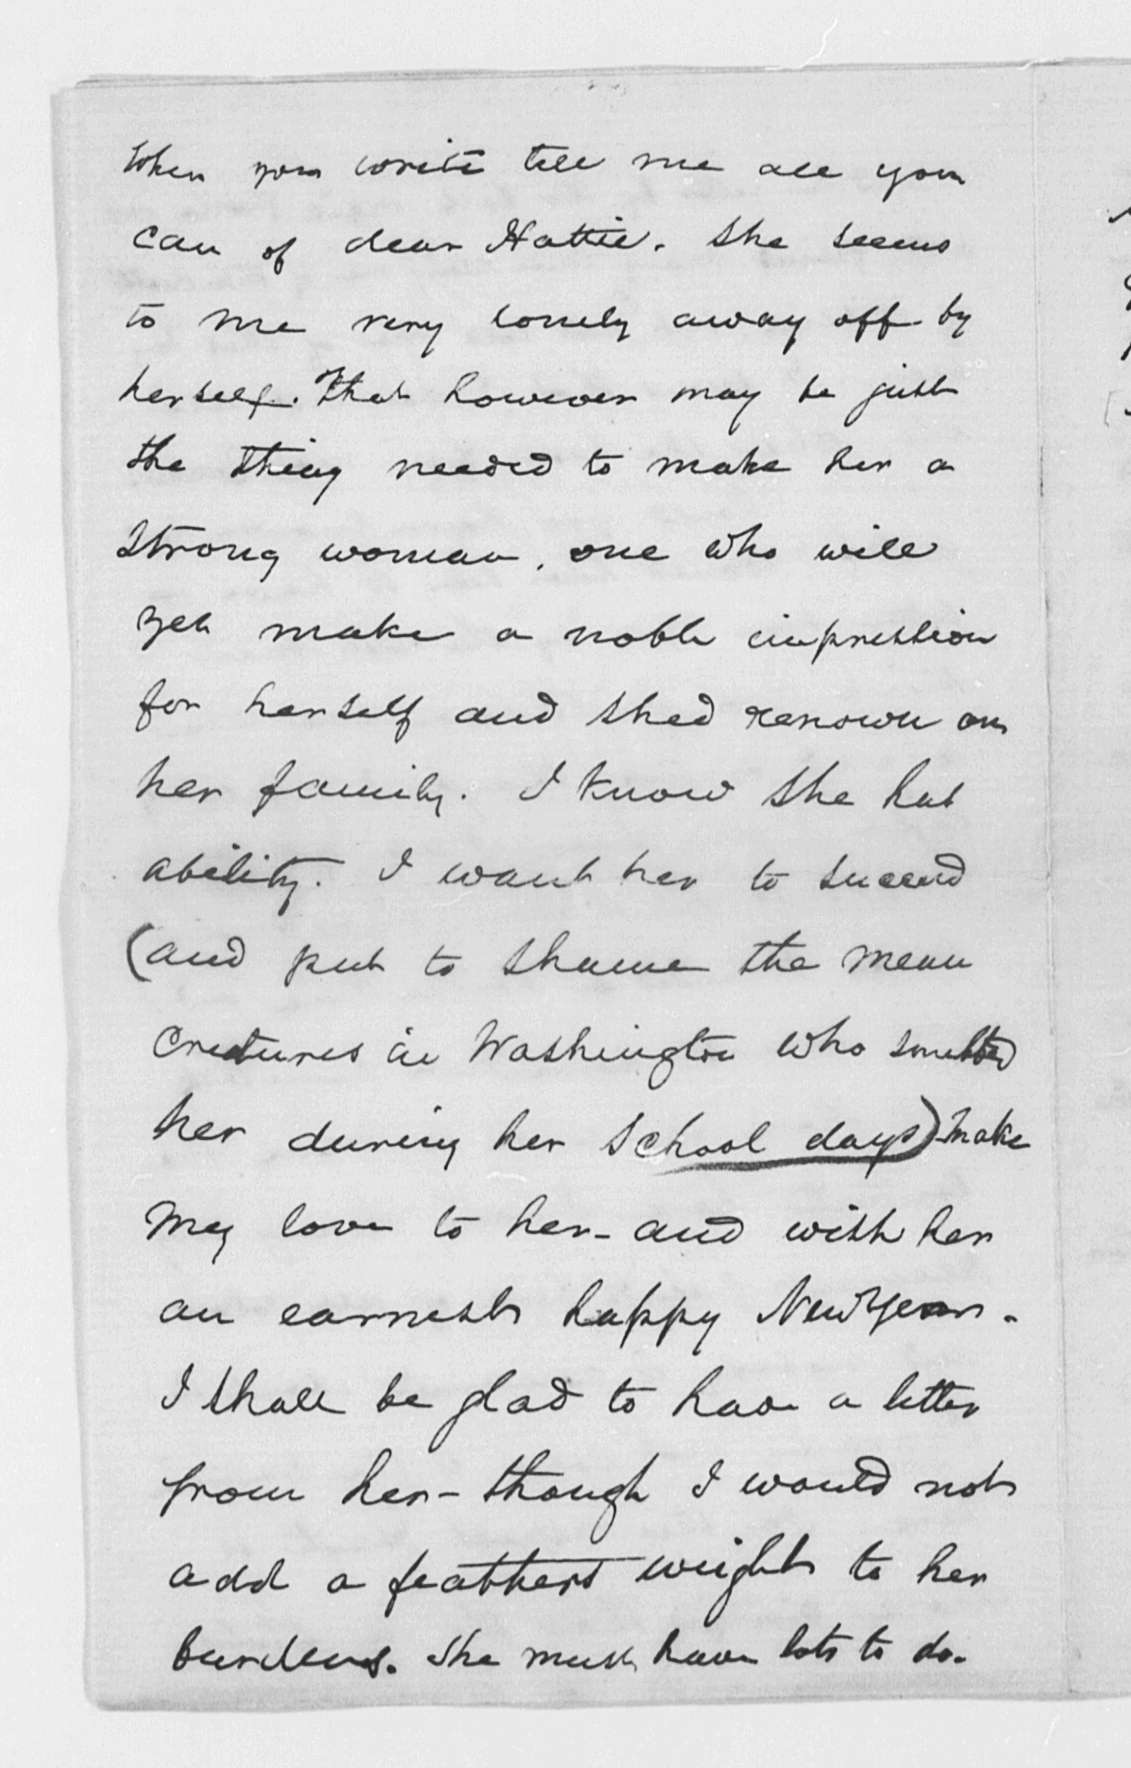 When you write tell me all you
can of dear Hattie. She seems
to me very lonely away off by
herself. That however may be just
the thing needed to make her a
strong woman, one who will
yet make a noble impression
for herself and shed renown on
her family. I know she has
ability. I want her to succeed
(and put to shame the mean
creatures in Washington who snubbed
her during her school days) Make
my love to her - and wish her
an earnest happy New Year.
I shall be glad to have a letter
from her - though I would not
add a feathers weight to her
burdens. She must have lots to do.